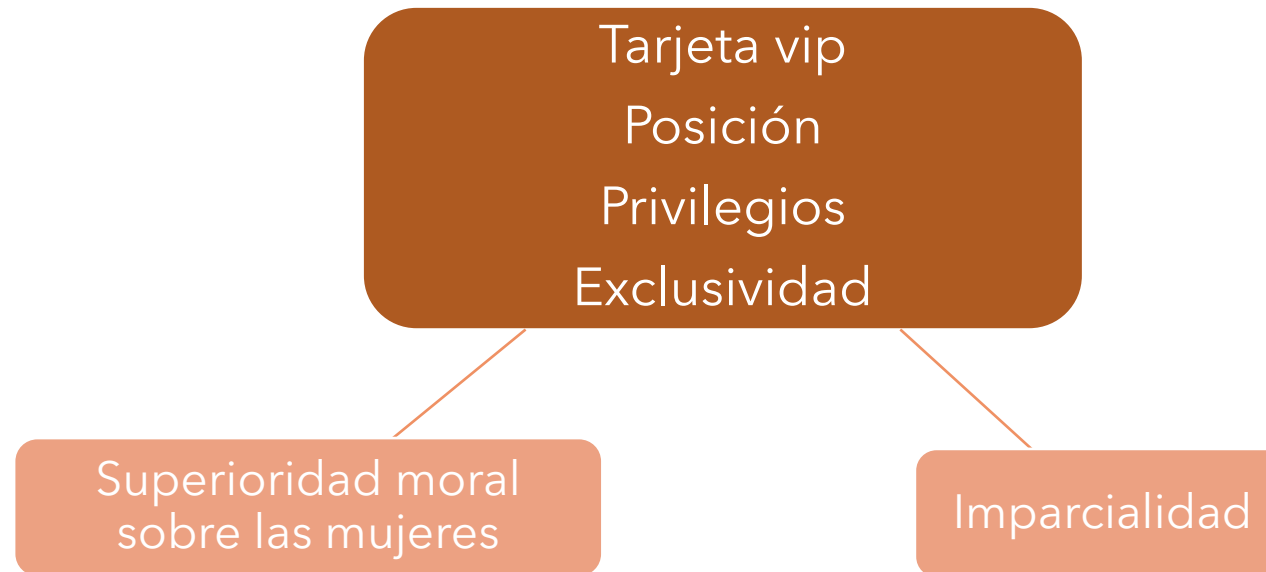 Tarjeta vip
Posición
Privilegios
Exclusividad
Superioridad moral
sobre las mujeres
Imparcialidad